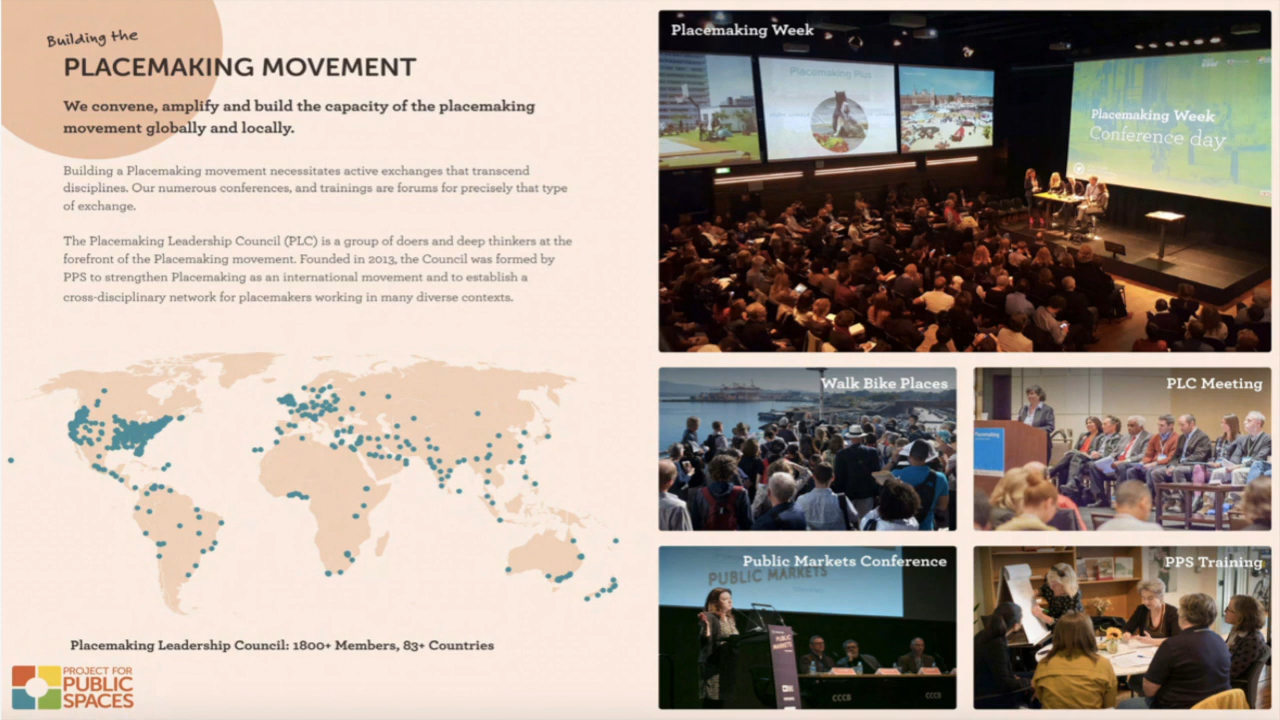 Building the
PLACEMAKING MOVEMENT
We convene, amplify and build the capacity of the placemaking
movement globally and locally.
Building a Placemaking movement necessitates active exchanges that transcend
disciplines. Our numerous conferences, and trainings are forums for precisely that type
of exchange.
The Placemaking Leadership Council (PLC) is a group of doers and deep thinkers at the
forefront of the Placemaking movement. Founded in 2013, the Council was formed by
PPS to strengthen Placemaking as an international movement and to establish a
cross-disciplinary network for placemakers working in many diverse contexts.
Placemaking Leadership Council: 1800+ Members, 83+ Countries
PROJECT FOR
PUBLIC
SPACES
Placemaking Week
Placemaking Plus
Placemaking Week
Conference day
Walk Bike Places
PLC Meeting
Placemaking
Public Markets Conference
PUBLIC MARKETS
PUBLIC
MARKETS
CCCB
CCCB
PPS Training